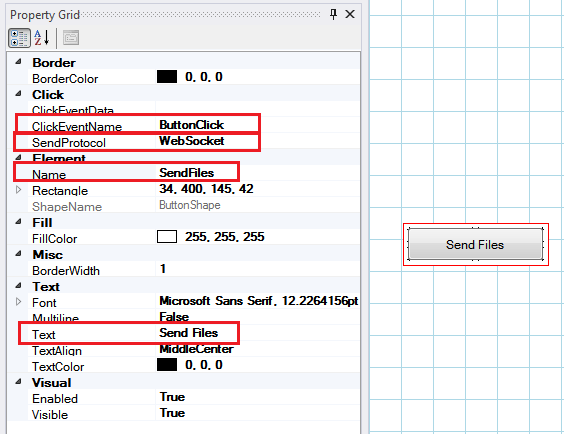 Property Grid
A
Z
Border
BorderColor 0, 0, 0
Click
ClickEventData
ClickEventName ButtonClick
SendProtocol WebSocket
Element
Name SendFiles
Rectangle 34, 400, 145, 42
ShapeName ButtonShape
Fill
FillColor 255, 255, 255
Misc
BorderWidth 1
Text
Font Microsoft Sans Serif, 12.2264156pt
Multiline False
Text Send Files
TextAlign MiddleCenter
TextColor 0, 0, 0
Visual
Enabled True
Visible True
Send Files